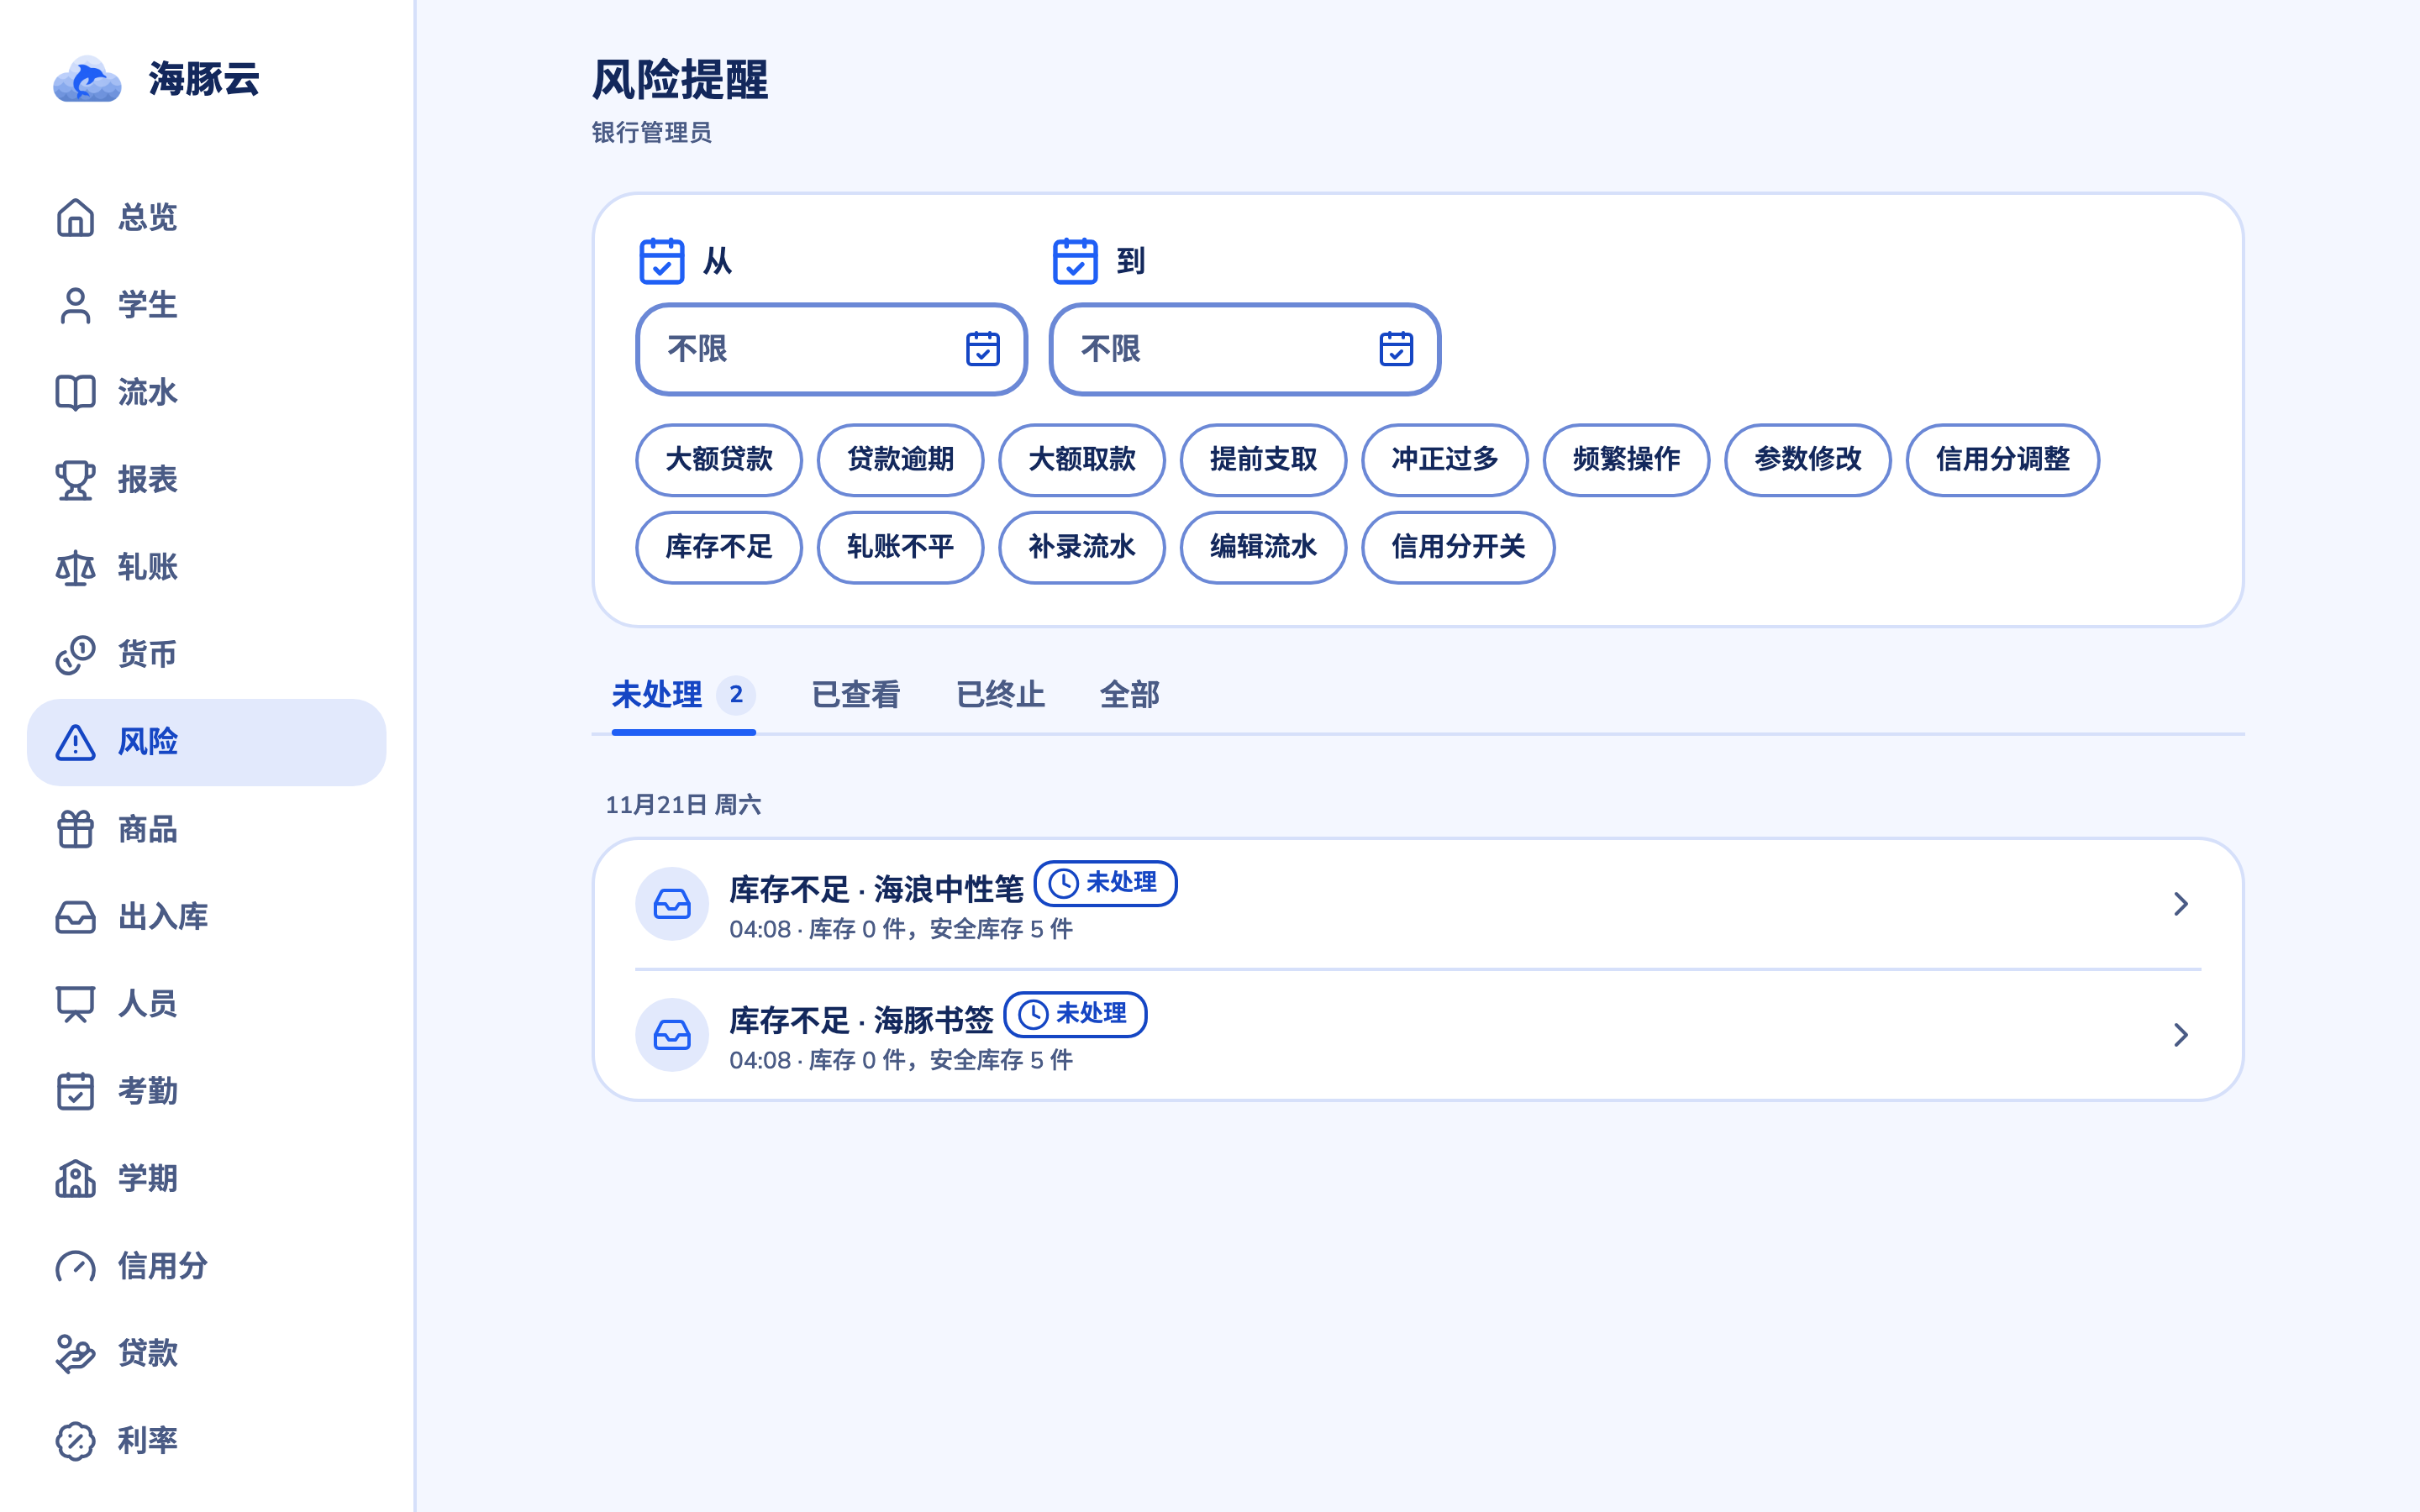 海豚云
总览
学生
流水
报表
轧账
货币
风险
商品
出入库
人员
考勤
学期
信用分
贷款
利率
风险提醒
银行管理员
从 到
不限 不限
大额贷款 贷款逾期 大额取款 提前支取 冲正过多 频繁操作 参数修改 信用分调整
库存不足 轧账不平 补录流水 编辑流水 信用分开关
未处理 2 已查看 已终止 全部
11月21日 周六
库存不足 · 海浪中性笔 未处理
04:08 · 库存 0 件，安全库存 5 件
库存不足 · 海豚书签 未处理
04:08 · 库存 0 件，安全库存 5 件